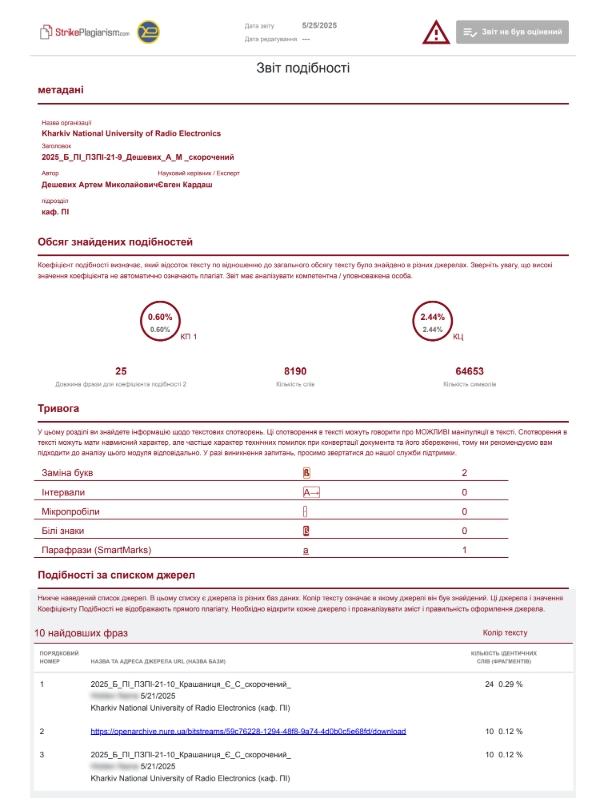 StrikePlagiarism.com
Дата звіту 5/25/2025
Дата редагування ---
Звіт не був оцінений
Звіт подібності
метадані
Назва організації
Kharkiv National University of Radio Electronics
Заголовок
2025_Б_ПІ_ПЗПІ-21-9_Дешевих_А_М _скорочений
Автор Науковий керівник / Експерт
Дешевих Артем МиколайовичЄвген Кардаш
підрозділ
каф. ПІ
Обсяг знайдених подібностей
Коефіцієнт подібності визначає, який відсоток тексту по відношенню до загального обсягу тексту було знайдено в різних джерелах. Зверніть увагу, що високі
значення коефіцієнта не автоматично означають плагіат. Звіт має аналізувати компетентна / уповноважена особа.
0.60%
0.60%
КП 1
2.44%
2.44%
КЦ
25 8190 64653
Довжина фрази для коефіцієнта подібності 2 Кількість слів Кількість символів
Тривога
У цьому розділі ви знайдете інформацію щодо текстових спотворень. Ці спотворення в тексті можуть говорити про МОЖЛИВІ маніпуляції в тексті. Спотворення в
тексті можуть мати навмисний характер, але частіше характер технічних помилок при конвертації документа та його збереженні, тому ми рекомендуємо вам
підходити до аналізу цього модуля відповідально. У разі виникнення запитань, просимо звертатися до нашої служби підтримки.
Заміна букв ß 2
Інтервали A→ 0
Мікропробіли 0
Білі знаки ß 0
Парафрази (SmartMarks) a 1
Подібності за списком джерел
Нижче наведений список джерел. В цьому списку є джерела із різних баз даних. Колір тексту означає в якому джерелі він був знайдений. Ці джерела і значення
Коефіцієнту Подібності не відображають прямого плагіату. Необхідно відкрити кожне джерело і проаналізувати зміст і правильність оформлення джерела.
10 найдовших фраз Колір тексту
ПОРЯДКОВИЙ
НОМЕР
НАЗВА ТА АДРЕСА ДЖЕРЕЛА URL (НАЗВА БАЗИ)
КІЛЬКІСТЬ ІДЕНТИЧНИХ
СЛІВ (ФРАГМЕНТІВ)
1 2025_Б_ПІ_ПЗПІ-21-10_Крашаниця_Є_С_скорочений_ 24 0.29 %
5/21/2025
Kharkiv National University of Radio Electronics (каф. ПІ)
2 https://openarchive.nure.ua/bitstreams/59c76228-1294-48f8-9a74-4d0b0c5e68fd/download 10 0.12 %
3 2025_Б_ПІ_ПЗПІ-21-10_Крашаниця_Є_С_скорочений_ 10 0.12 %
5/21/2025
Kharkiv National University of Radio Electronics (каф. ПІ)